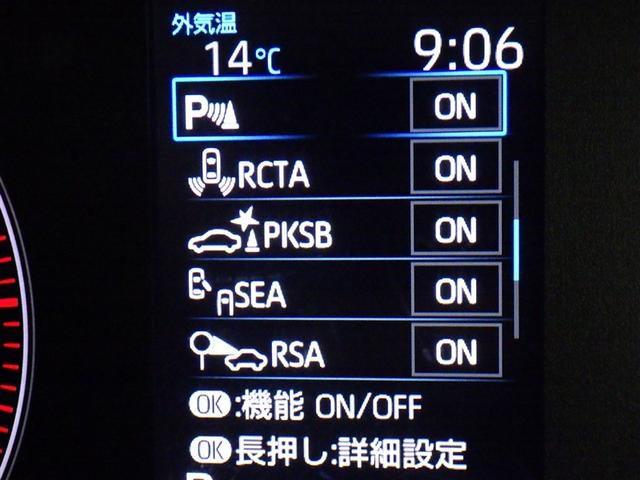 外気温
14℃ 9:06
P ON
RCTA ON
PKSB ON
SEA ON
RSA ON
OK:機能 ON/OFF
OK長押し:詳細設定